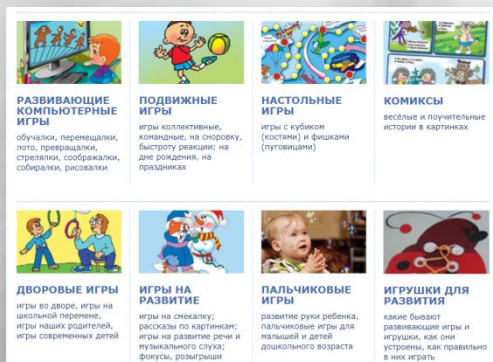 РАЗВИВАЮЩИЕ
КОМПЬЮТЕРНЫЕ
ИГРЫ
обучалки, перемещалки,
лото, превращалки,
стрелялки, соображалки,
собиралки, рисовалки
ПОДВИЖНЫЕ
ИГРЫ
игры коллективные,
командные, на сноровку,
быстроту реакции; на
дне рождения, на
праздниках
НАСТОЛЬНЫЕ
ИГРЫ
игры с кубиком
(костями) и фишками
(пуговицами)
КОМИКСЫ
весёлые и поучительные
истории в картинках
ДВОРОВЫЕ ИГРЫ
игры во дворе, игры на
школьной перемене,
игры наших родителей,
игры современных детей
ИГРЫ НА
РАЗВИТИЕ
игры на смекалку;
рассказы по картинкам;
игры на развитие речи и
музыкального слуха;
фокусы, розыгрыши
ПАЛЬЧИКОВЫЕ
ИГРЫ
развитие руки ребенка,
пальчиковые игры для
малышей и детей
дошкольного возраста
ИГРУШКИ ДЛЯ
РАЗВИТИЯ
какие бывают
развивающие игры и
игрушки, как они
устроены, как правильно
в них играть